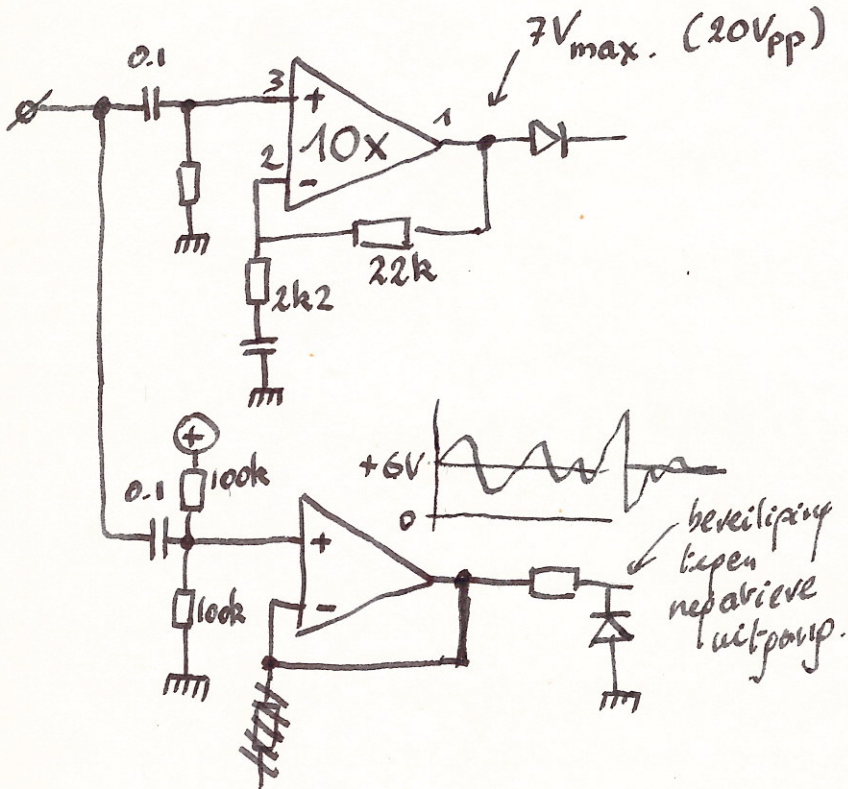 7Vmax. (20Vpp)
0.1
3 +
10x
1
2 -
22k
2k2
+
100k
0.1
+6V
0
+
-
100k
beveiliging
tegen
negatieve
uitgang.